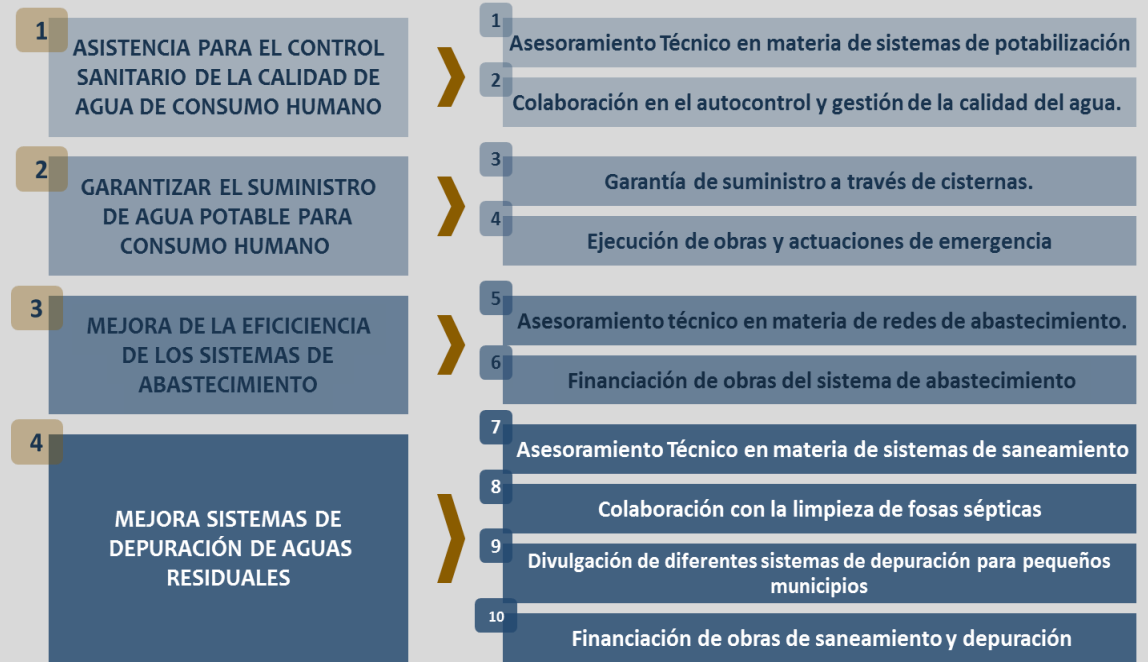 1
ASISTENCIA PARA EL CONTROL
SANITARIO DE LA CALIDAD DE
AGUA DE CONSUMO HUMANO
1
Asesoramiento Técnico en materia de sistemas de potabilización
2
Colaboración en el autocontrol y gestión de la calidad del agua.
2
GARANTIZAR EL SUMINISTRO
DE AGUA POTABLE PARA
CONSUMO HUMANO
3
Garantía de suministro a través de cisternas.
4
Ejecución de obras y actuaciones de emergencia
3
MEJORA DE LA EFICICIENCIA
DE LOS SISTEMAS DE
ABASTECIMIENTO
5
Asesoramiento técnico en materia de redes de abastecimiento.
6
Financiación de obras del sistema de abastecimiento
4
MEJORA SISTEMAS DE
DEPURACIÓN DE AGUAS
RESIDUALES
7
Asesoramiento Técnico en materia de sistemas de saneamiento
8
Colaboración con la limpieza de fosas sépticas
9
Divulgación de diferentes sistemas de depuración para pequeños
municipios
10
Financiación de obras de saneamiento y depuración